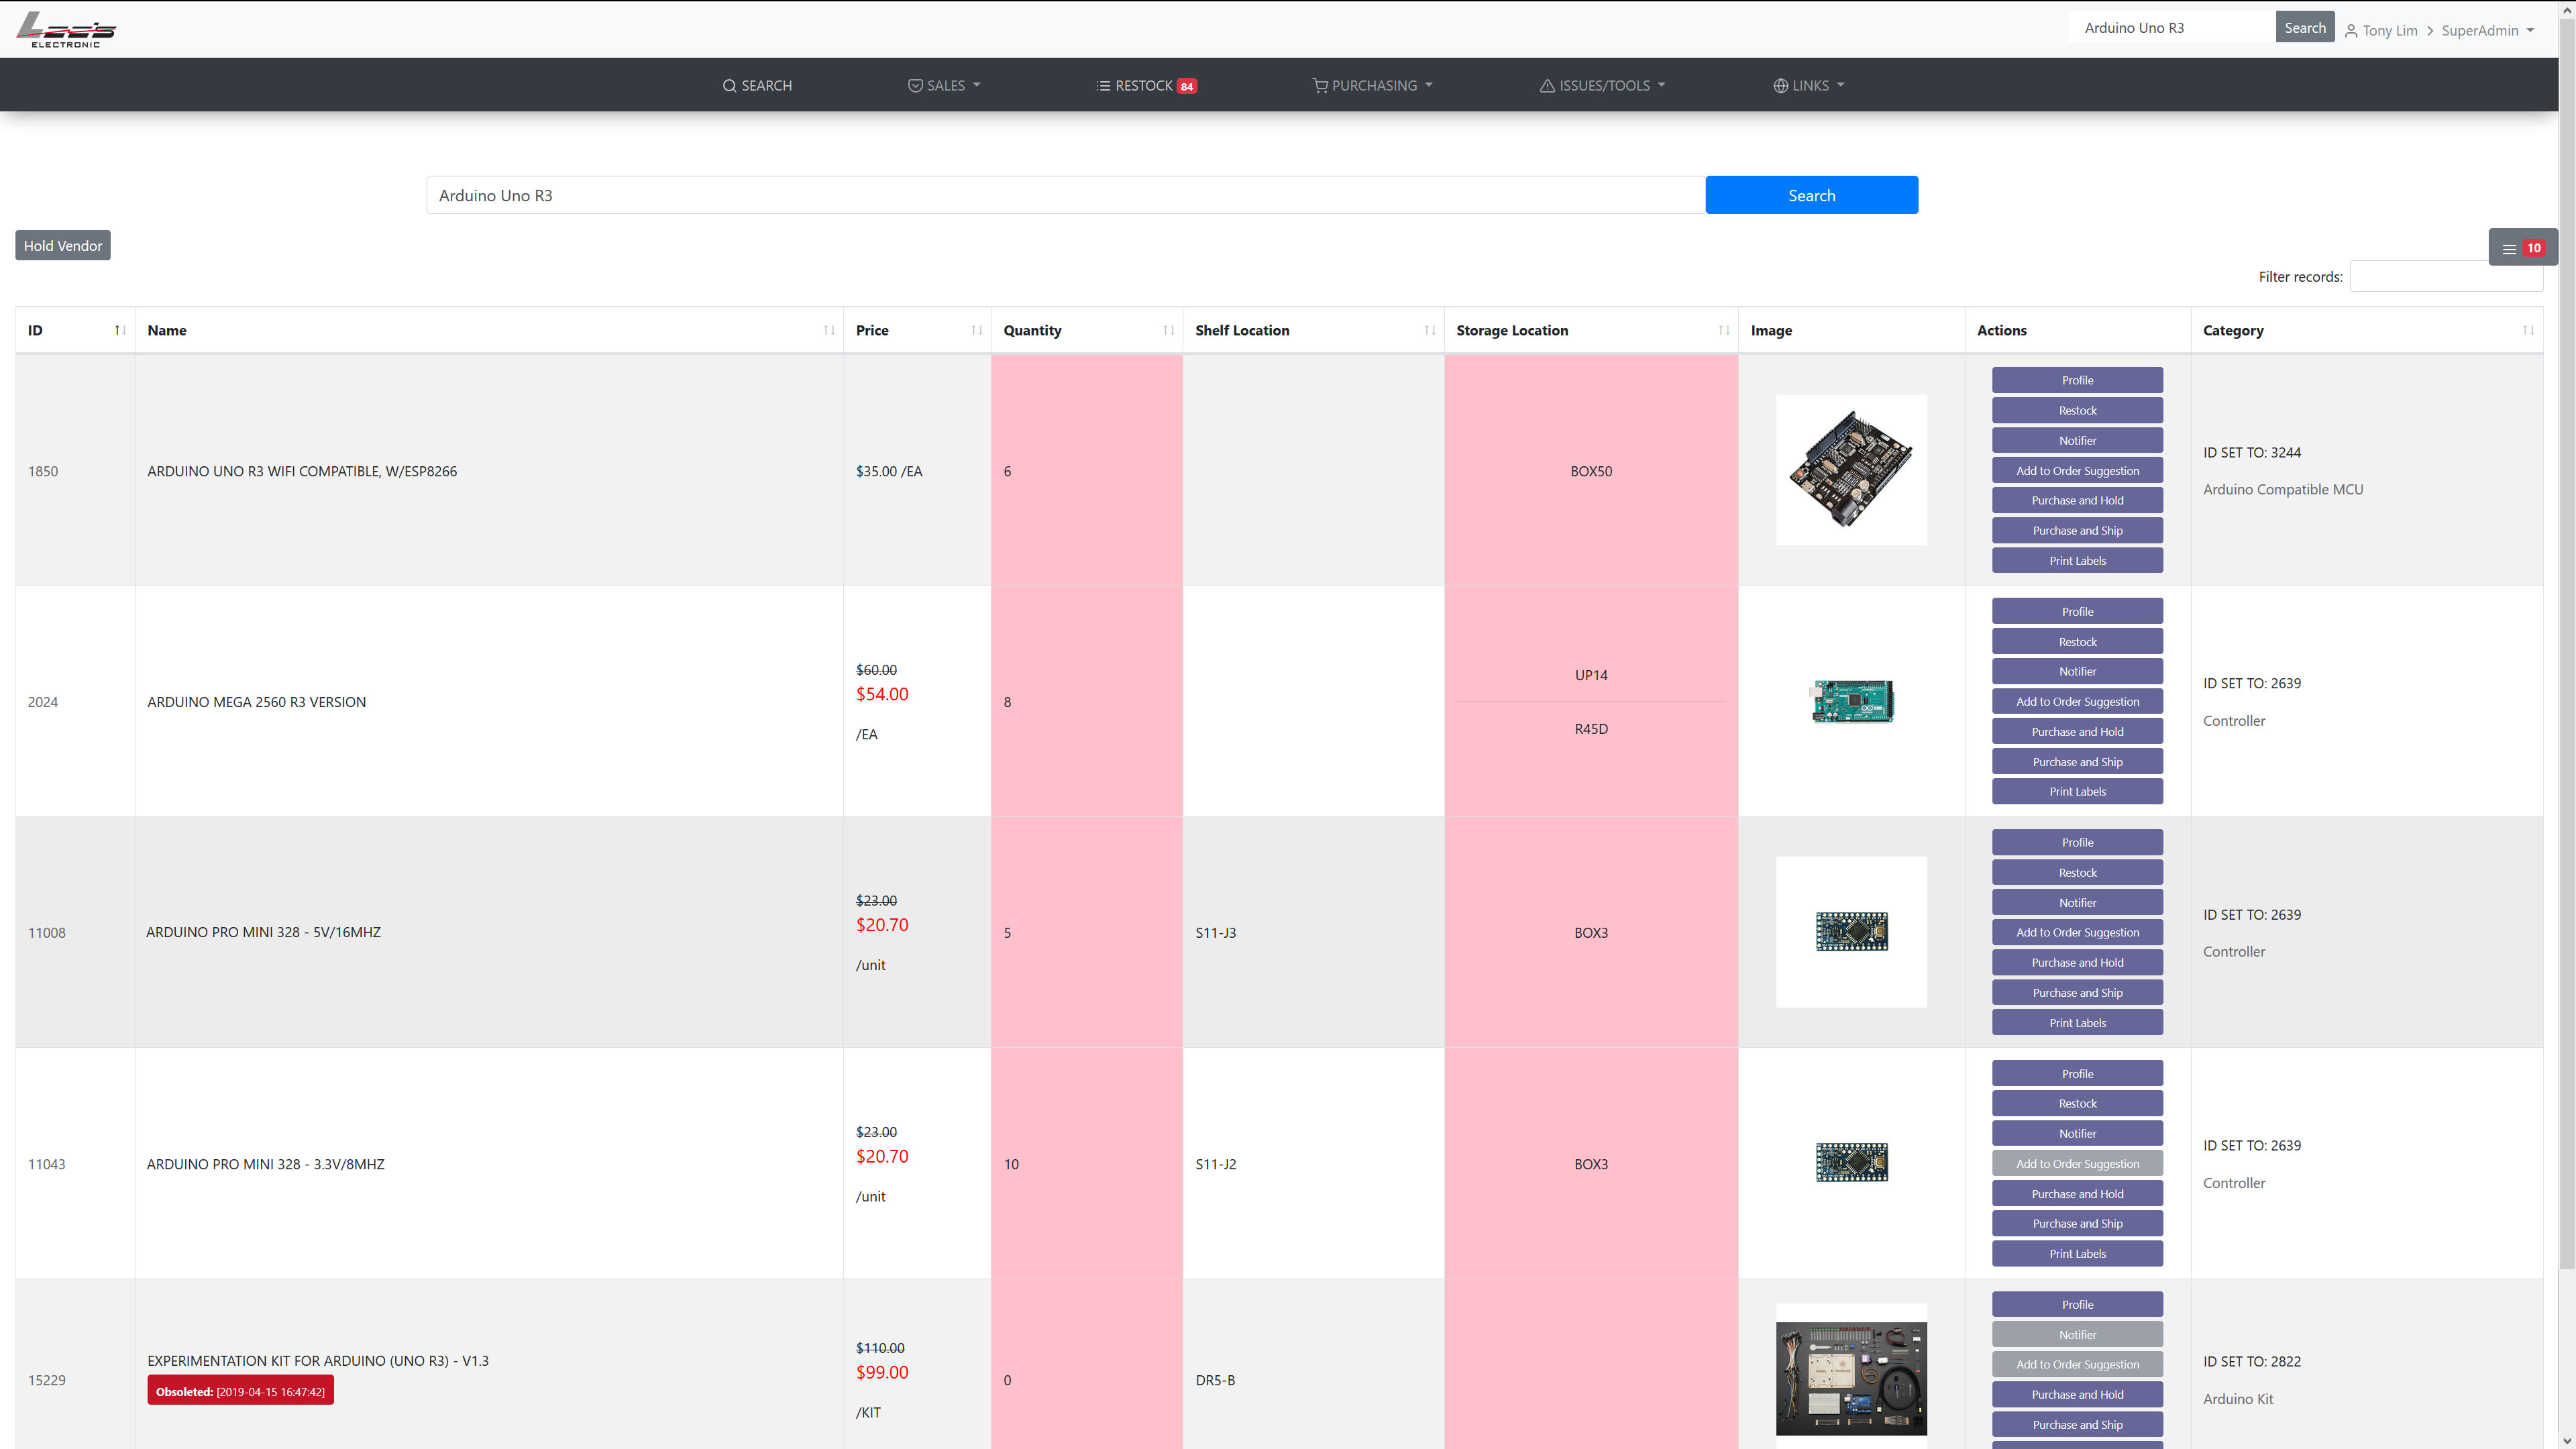 Lee's
ELECTRONIC
Arduino Uno R3
Search
Tony Lim > SuperAdmin
SEARCH
SALES
RESTOCK 84
PURCHASING
ISSUES/TOOLS
LINKS
Arduino Uno R3
Search
Hold Vendor
10
Filter records:
ID
Name
Price
Quantity
Shelf Location
Storage Location
Image
Actions
Category
1850
ARDUINO UNO R3 WIFI COMPATIBLE, W/ESP8266
$35.00 /EA
6
BOX50
Profile
Restock
Notifier
Add to Order Suggestion
Purchase and Hold
Purchase and Ship
Print Labels
ID SET TO: 3244
Arduino Compatible MCU
2024
ARDUINO MEGA 2560 R3 VERSION
$60.00
$54.00
/EA
8
UP14
R45D
Profile
Restock
Notifier
Add to Order Suggestion
Purchase and Hold
Purchase and Ship
Print Labels
ID SET TO: 2639
Controller
11008
ARDUINO PRO MINI 328 - 5V/16MHZ
$23.00
$20.70
/unit
5
S11-J3
BOX3
Profile
Restock
Notifier
Add to Order Suggestion
Purchase and Hold
Purchase and Ship
Print Labels
ID SET TO: 2639
Controller
11043
ARDUINO PRO MINI 328 - 3.3V/8MHZ
$23.00
$20.70
/unit
10
S11-J2
BOX3
Profile
Restock
Notifier
Add to Order Suggestion
Purchase and Hold
Purchase and Ship
Print Labels
ID SET TO: 2639
Controller
15229
EXPERIMENTATION KIT FOR ARDUINO (UNO R3) - V1.3
Obsoleted: [2019-04-15 16:47:42]
$110.00
$99.00
/KIT
0
DR5-B
Profile
Notifier
Add to Order Suggestion
Purchase and Hold
Purchase and Ship
ID SET TO: 2822
Arduino Kit